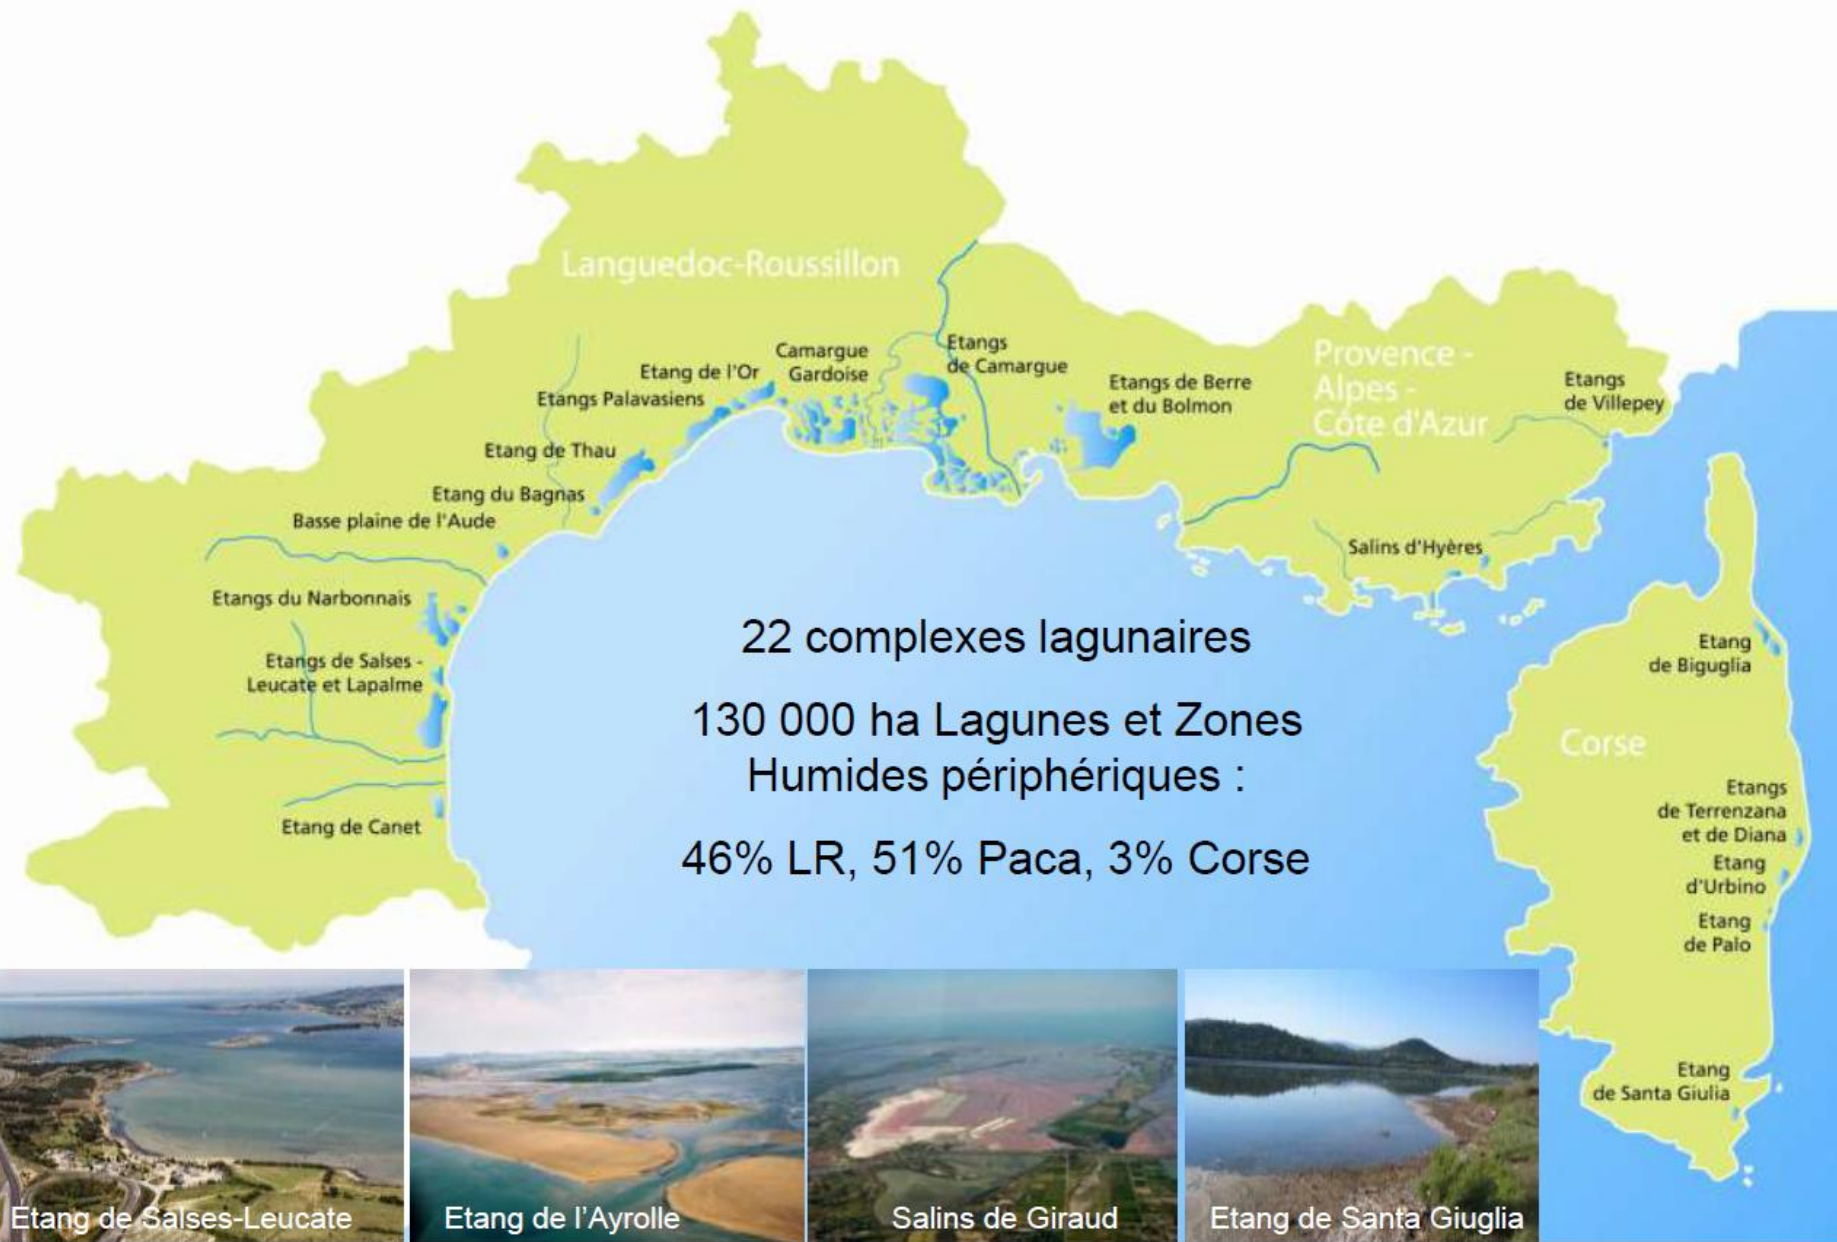 Languedoc-Roussillon
Camargue
Gardoise
Etangs
de Camargue
Etang de l'Or
Etangs Palavasiens
Etangs de Berre
et du Bolmon
Provence -
Alpes -
Côte d'Azur
Etangs
de Villepey
Etang de Thau
Etang du Bagnas
Basse plaine de l'Aude
Salins d'Hyères
Etangs du Narbonnais
Etangs de Salses -
Leucate et Lapalme
Etang de Canet
22 complexes lagunaires
130 000 ha Lagunes et Zones
Humides périphériques :
46% LR, 51% Paca, 3% Corse
Etang
de Biguglia
Corse
Etangs
de Terrenzana
et de Diana
Etang
d'Urbino
Etang
de Palo
Etang
de Santa Giulia
Etang de Salses-Leucate
Etang de l’Ayrolle
Salins de Giraud
Etang de Santa Giuglia